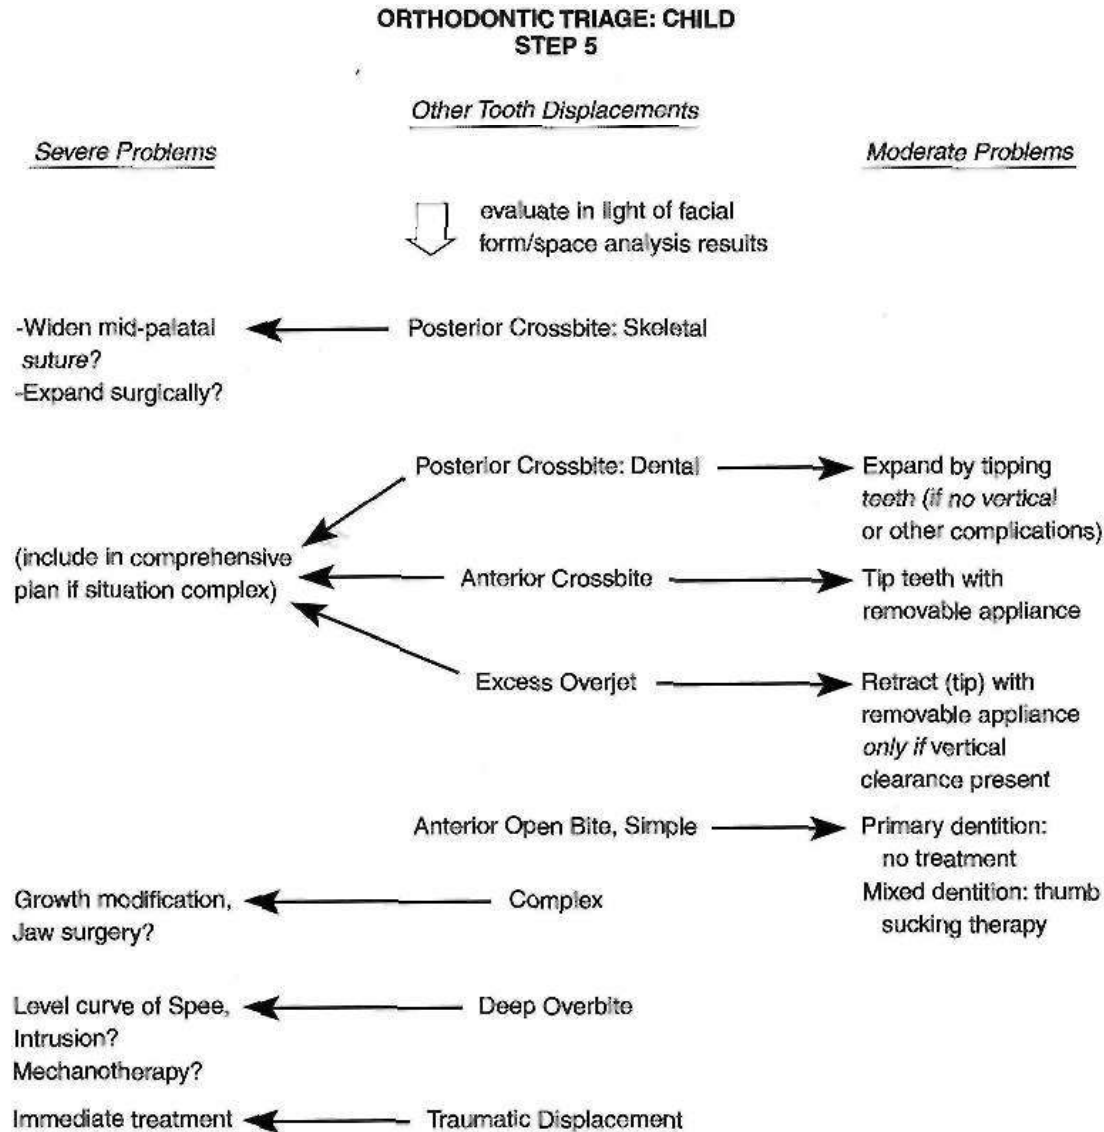 ORTHODONTIC TRIAGE: CHILD
STEP 5
Other Tooth Displacements
Severe Problems
Moderate Problems
evaluate in light of facial
form/space analysis results
-Widen mid-palatal
suture?
-Expand surgically?
Posterior Crossbite: Skeletal
Posterior Crossbite: Dental
Expand by tipping
teeth (if no vertical
or other complications)
(include in comprehensive
plan if situation complex)
Anterior Crossbite
Tip teeth with
removable appliance
Excess Overjet
Retract (tip) with
removable appliance
only if vertical
clearance present
Anterior Open Bite, Simple
Primary dentition:
no treatment
Mixed dentition: thumb
sucking therapy
Growth modification,
Jaw surgery?
Complex
Level curve of Spee,
Intrusion?
Mechanotherapy?
Deep Overbite
Immediate treatment
Traumatic Displacement